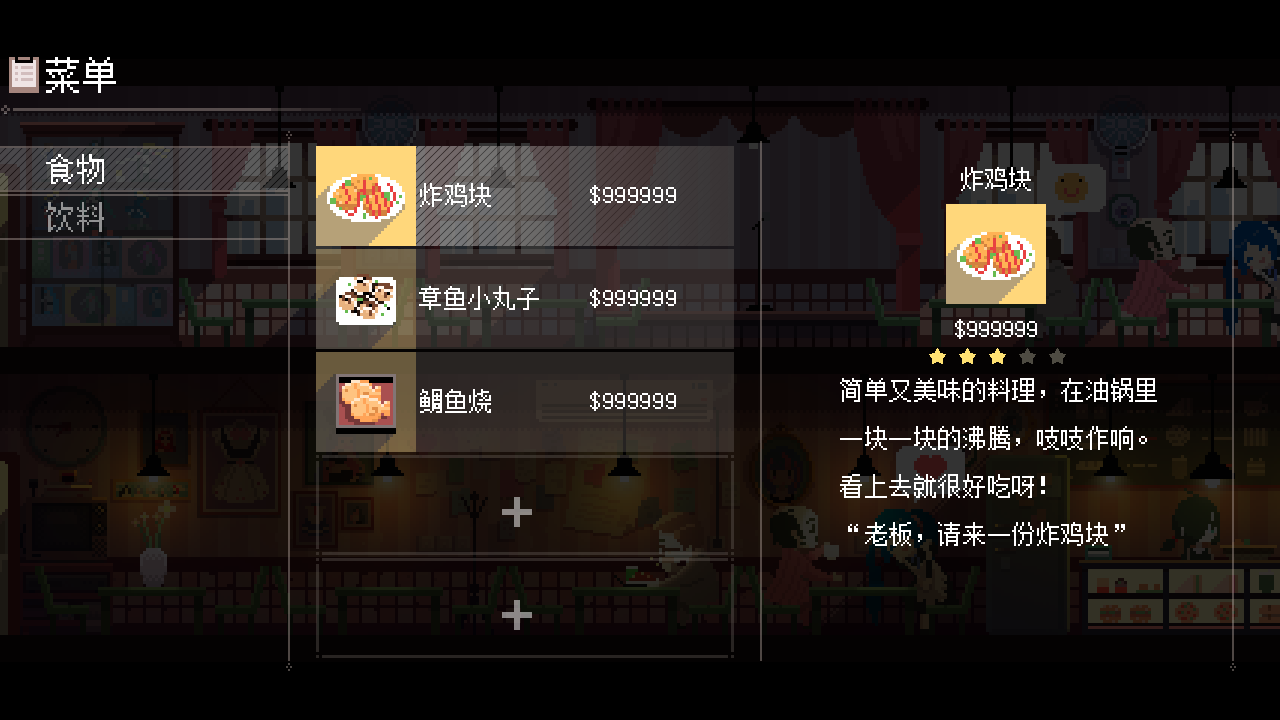 菜单
食物
饮料
炸鸡块 $999999
章鱼小丸子 $999999
鲷鱼烧 $999999
+
+
炸鸡块
$999999
简单又美味的料理，在油锅里
一块一块的沸腾，吱吱作响。
看上去就很好吃呀！
“老板，请来一份炸鸡块”